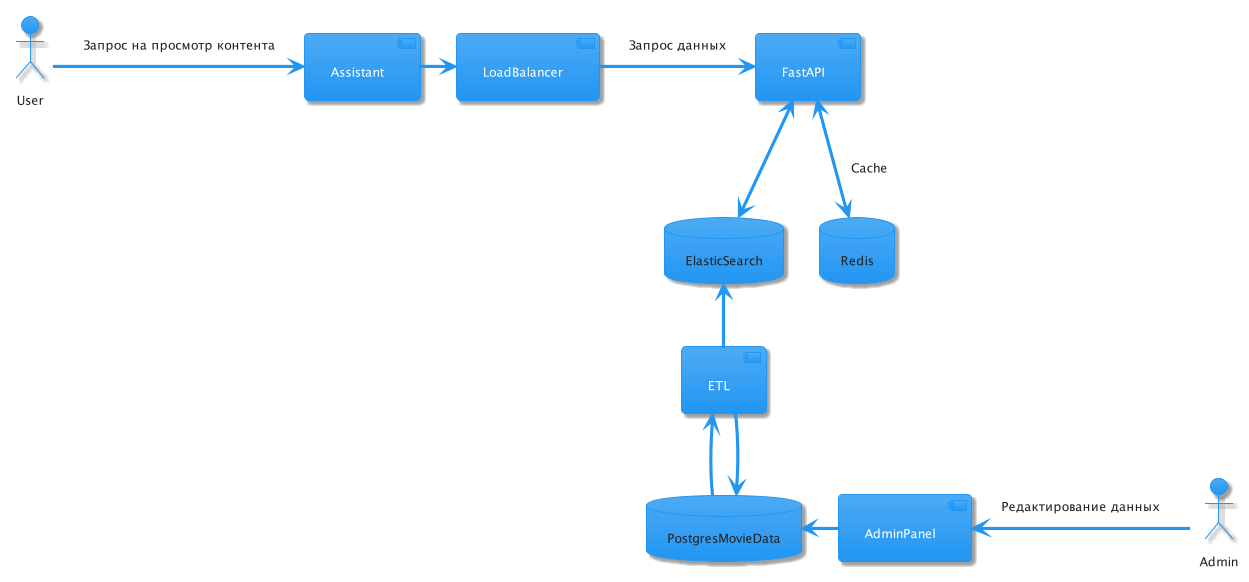 Запрос на просмотр контента
Запрос данных
Assistant
LoadBalancer
FastAPI
User
Cache
ElasticSearch
Redis
ETL
Редактирование данных
PostgresMovieData
AdminPanel
Admin